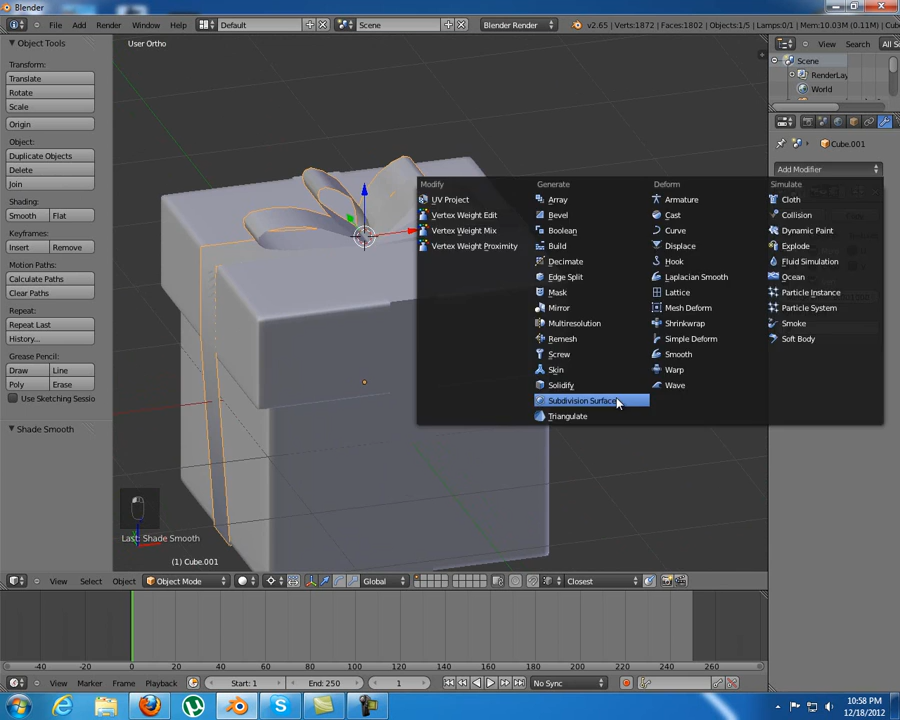 Blender
File Add Render Window Help Default Scene Blender Render v2.65 | Verts:1872 | Faces:1802 | Objects:1/5 | Lamps:0/1 | Mem:10.03M (0.11M) | Cube
Object Tools
Transform:
Translate
Rotate
Scale
Origin
Object:
Duplicate Objects
Delete
Join
Shading:
Smooth Flat
Keyframes:
Insert Remove
Motion Paths:
Calculate Paths
Clear Paths
Repeat:
Repeat Last
History...
Grease Pencil:
Draw Line
Poly Erase
Use Sketching Sessio
Shade Smooth
User Ortho
Last: Shade Smooth
(1) Cube.001
Modify
UV Project
Vertex Weight Edit
Vertex Weight Mix
Vertex Weight Proximity
Generate
Array
Bevel
Boolean
Build
Decimate
Edge Split
Mask
Mirror
Multiresolution
Remesh
Screw
Skin
Solidify
Subdivision Surface
Triangulate
Deform
Armature
Cast
Curve
Displace
Hook
Laplacian Smooth
Lattice
Mesh Deform
Shrinkwrap
Simple Deform
Smooth
Warp
Wave
Simulate
Cloth
Collision
Dynamic Paint
Explode
Fluid Simulation
Ocean
Particle Instance
Particle System
Smoke
Soft Body
View Search All S
Scene
RenderLay
World
Cube.001
Add Modifier
View Select Object Object Mode Global Closest
-40 -20 0 20 40 60 80 100 120 140 160 180 200 220 240 260
View Marker Frame Playback Start: 1 End: 250 1 No Sync
10:58 PM
12/18/2012